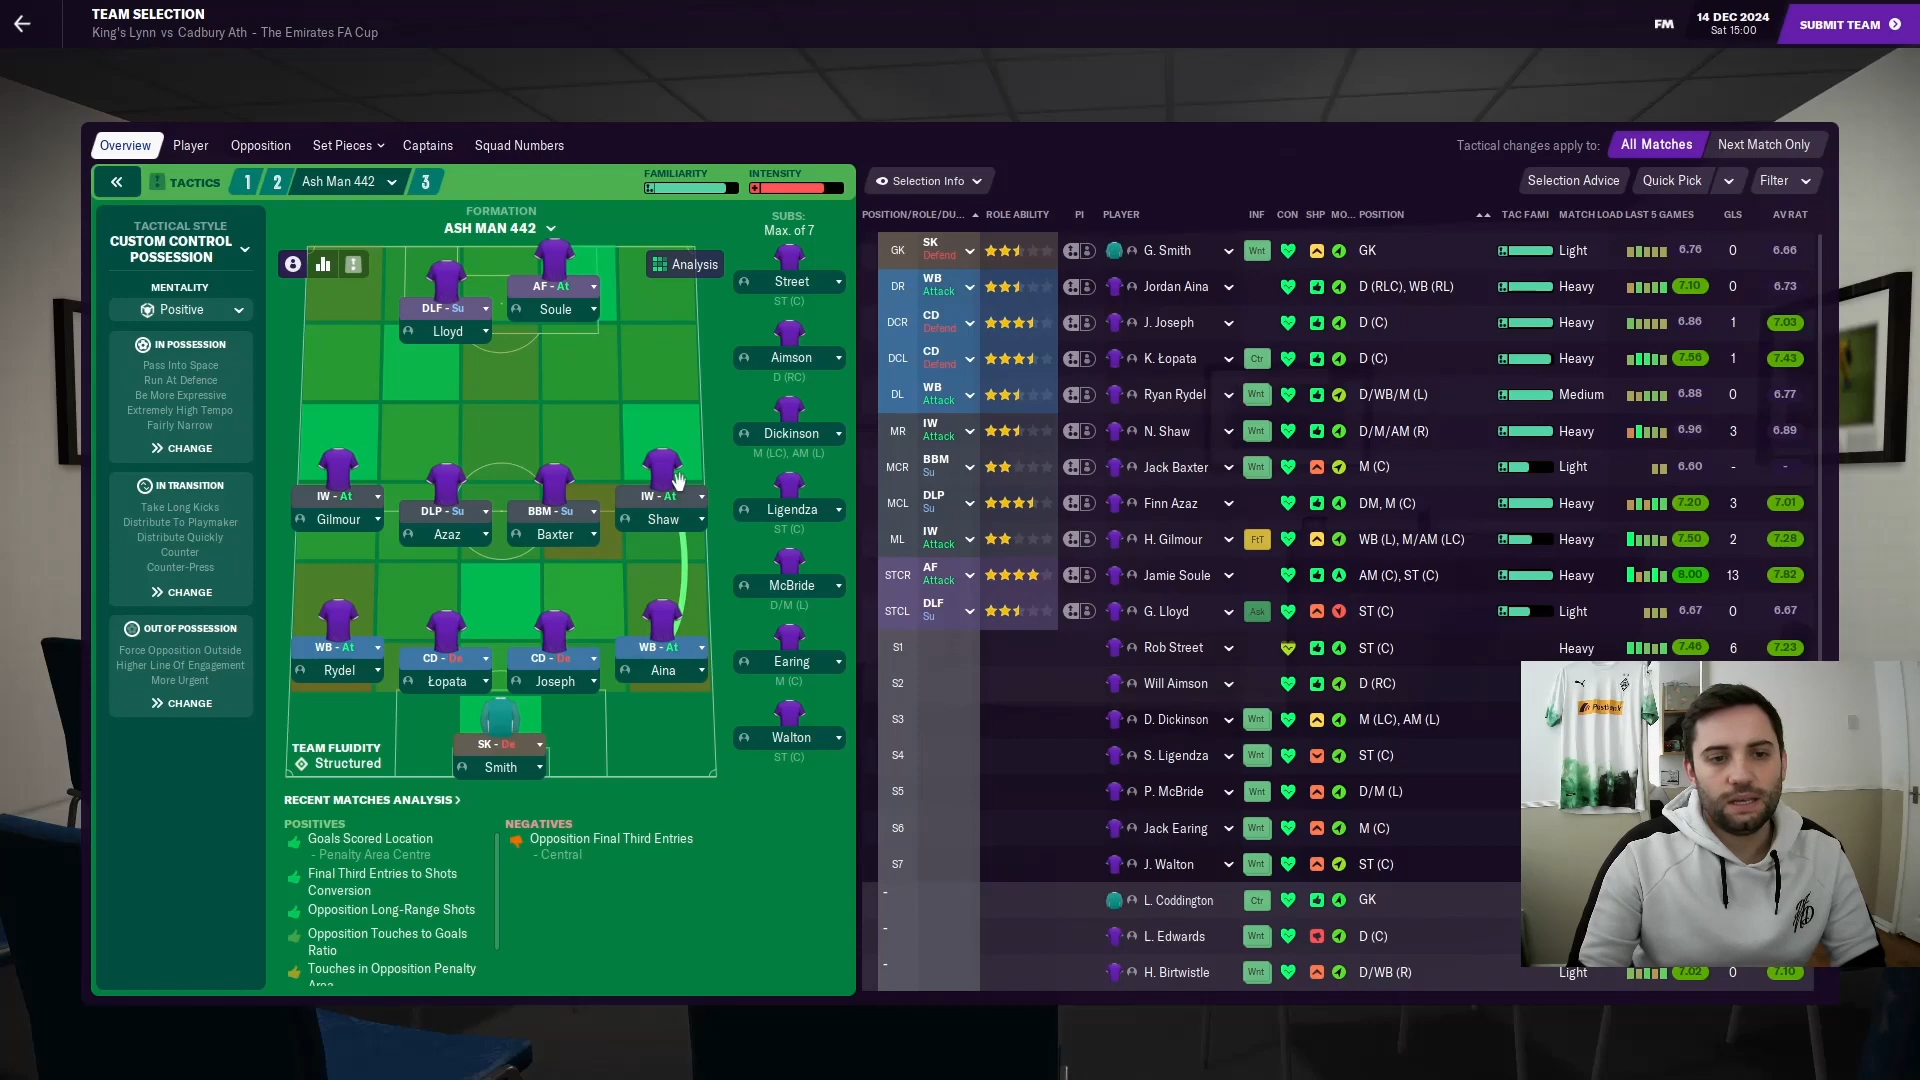 TEAM SELECTION
King's Lynn vs Cadbury Ath - The Emirates FA Cup
FM
14 DEC 2024
Sat 15:00
SUBMIT TEAM
Overview
Player
Opposition
Set Pieces
Captains
Squad Numbers
Tactical changes apply to:
All Matches
Next Match Only
TACTICS
1
2
Ash Man 442
3
FAMILIARITY
INTENSITY
Selection Info
Selection Advice
Quick Pick
Filter
TACTICAL STYLE
CUSTOM CONTROL
POSSESSION
MENTALITY
Positive
IN POSSESSION
Pass Into Space
Run At Defence
Be More Expressive
Extremely High Tempo
Fairly Narrow
CHANGE
IN TRANSITION
Take Long Kicks
Distribute To Playmaker
Distribute Quickly
Counter
Counter-Press
CHANGE
OUT OF POSSESSION
Force Opposition Outside
Higher Line Of Engagement
More Urgent
CHANGE
FORMATION
ASH MAN 442
Analysis
AF - At
Soule
DLF - Su
Lloyd
IW - At
Gilmour
DLP - Su
Azaz
BBM - Su
Baxter
IW - At
Shaw
WB - At
Rydel
CD - De
Łopata
CD - De
Joseph
WB - At
Aina
SK - De
Smith
TEAM FLUIDITY
Structured
SUBS:
Max. of 7
Street
ST (C)
Aimson
D (RC)
Dickinson
M (LC), AM (L)
Ligendza
ST (C)
McBride
D/M (L)
Earing
M (C)
Walton
ST (C)
RECENT MATCHES ANALYSIS >
POSITIVES
Goals Scored Location
- Penalty Area Centre
Final Third Entries to Shots
Conversion
Opposition Long-Range Shots
Opposition Touches to Goals
Ratio
Touches in Opposition Penalty
Area
NEGATIVES
Opposition Final Third Entries
- Central
POSITION/ROLE/DU... ROLE ABILITY PI PLAYER INF CON SHP MO... POSITION TAC FAMI MATCH LOAD LAST 5 GAMES GLS AV RAT
GK SK Defend G. Smith Wnt GK Light 6.76 0 6.66
DR WB Attack Jordan Aina D (RLC), WB (RL) Heavy 7.10 0 6.73
DCR CD Defend J. Joseph D (C) Heavy 6.86 1 7.03
DCL CD Defend K. Łopata Ctr D (C) Heavy 7.56 1 7.43
DL WB Attack Ryan Rydel Wnt D/WB/M (L) Medium 6.88 0 6.77
MR IW Attack N. Shaw Wnt D/M/AM (R) Heavy 6.96 3 6.89
MCR BBM Su Jack Baxter Wnt M (C) Light 6.60 - -
MCL DLP Su Finn Azaz DM, M (C) Heavy 7.20 3 7.01
ML IW Attack H. Gilmour FtT WB (L), M/AM (LC) Heavy 7.50 2 7.28
STCR AF Attack Jamie Soule AM (C), ST (C) Heavy 8.00 13 7.82
STCL DLF Su G. Lloyd Ask ST (C) Light 6.67 0 6.67
S1 Rob Street ST (C) Heavy 7.46 6 7.23
S2 Will Aimson D (RC)
S3 D. Dickinson Wnt M (LC), AM (L)
S4 S. Ligendza Wnt ST (C)
S5 P. McBride Wnt D/M (L)
S6 Jack Earing Wnt M (C)
S7 J. Walton Wnt ST (C)
- L. Coddington Ctr GK
- L. Edwards Wnt D (C)
- H. Birtwistle Wnt D/WB (R) Light 7.02 0 7.10
Postbank